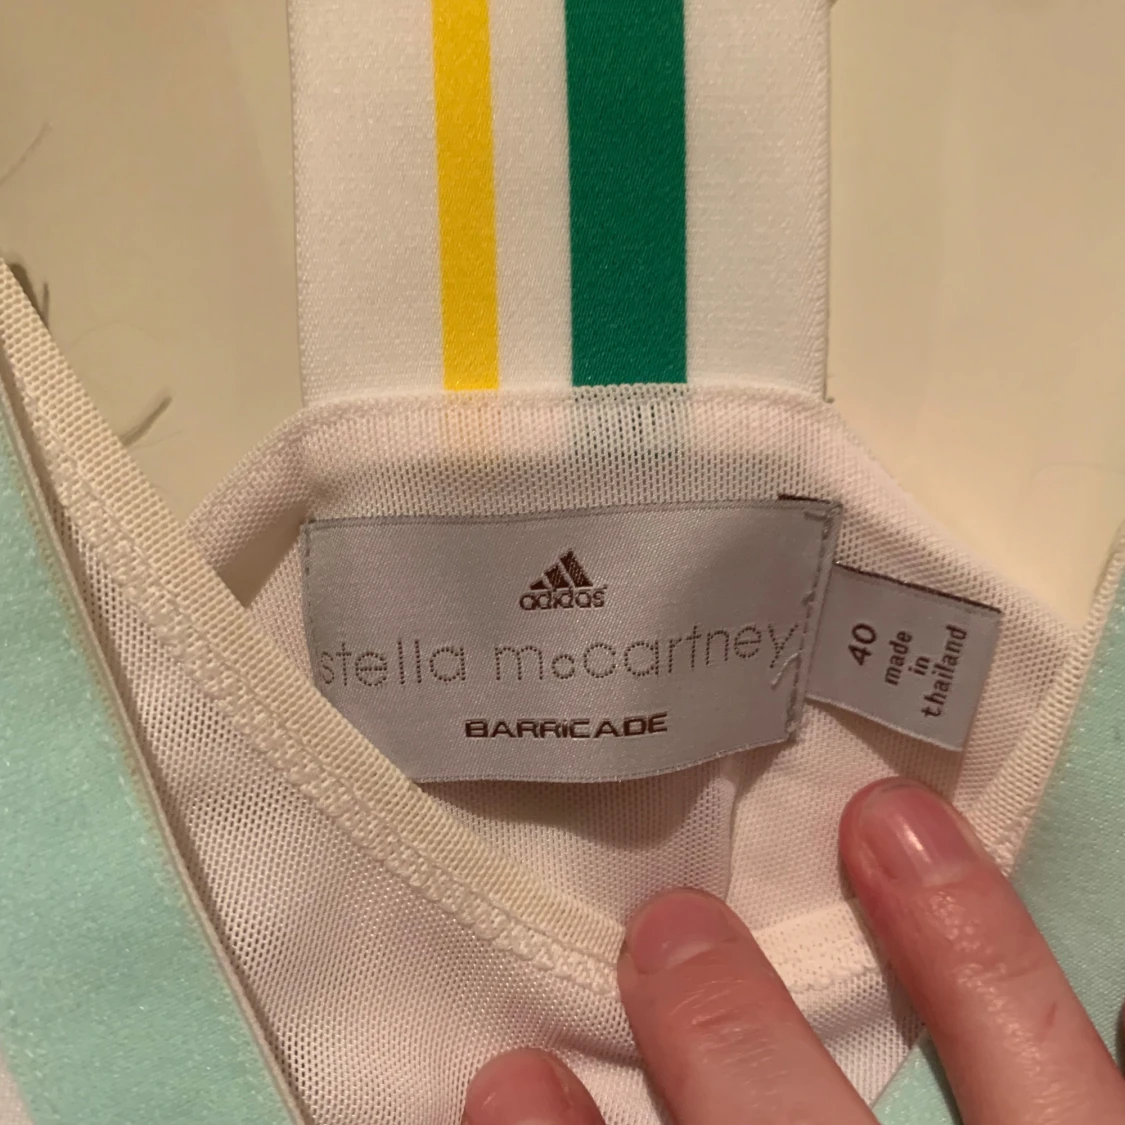 adidas
stella mccartney
BARRiCADE
40
made
in
thailand